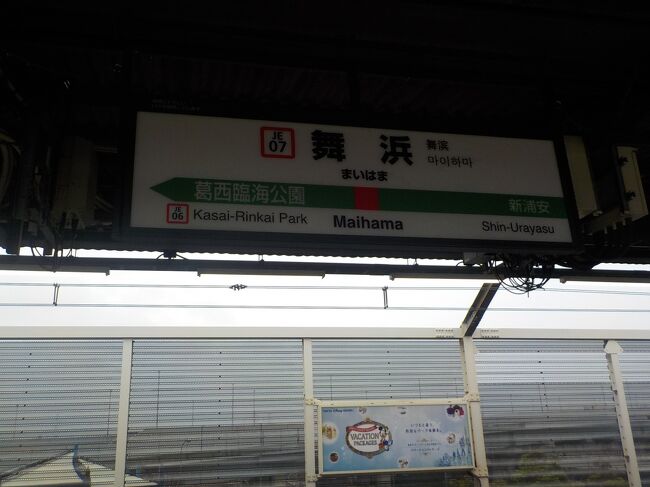 JE
07
舞浜
舞滨
마이하마
まいはま
葛西臨海公園
新浦安
JE
06
Kasai-Rinkai Park
Maihama
Shin-Urayasu
VACATION
PACKAGES